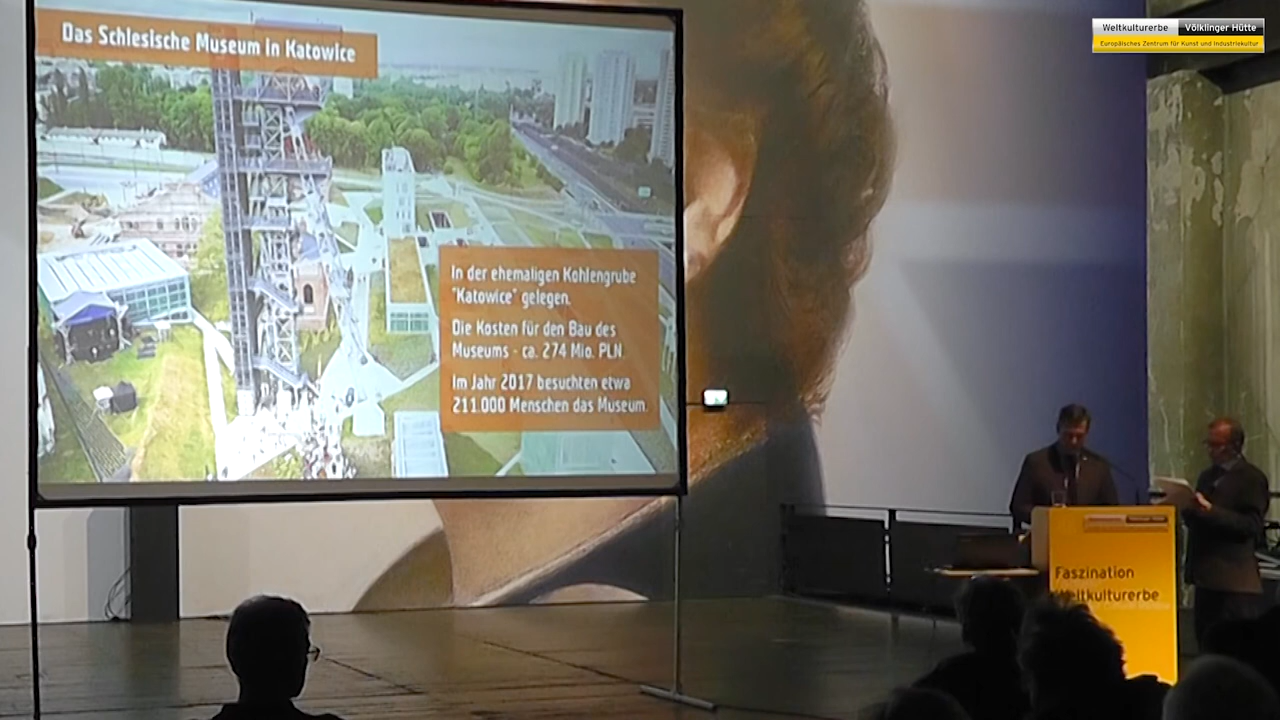 Das Schlesische Museum in Katowice
In der ehemaligen Kohlengrube
"Katowice" gelegen.
Die Kosten für den Bau des
Museums - ca. 274 Mio. PLN.
Im Jahr 2017 besuchten etwa
211.000 Menschen das Museum.
Weltkulturerbe Völklinger Hütte
Europäisches Zentrum für Kunst und Industriekultur
Faszination
Weltkulturerbe